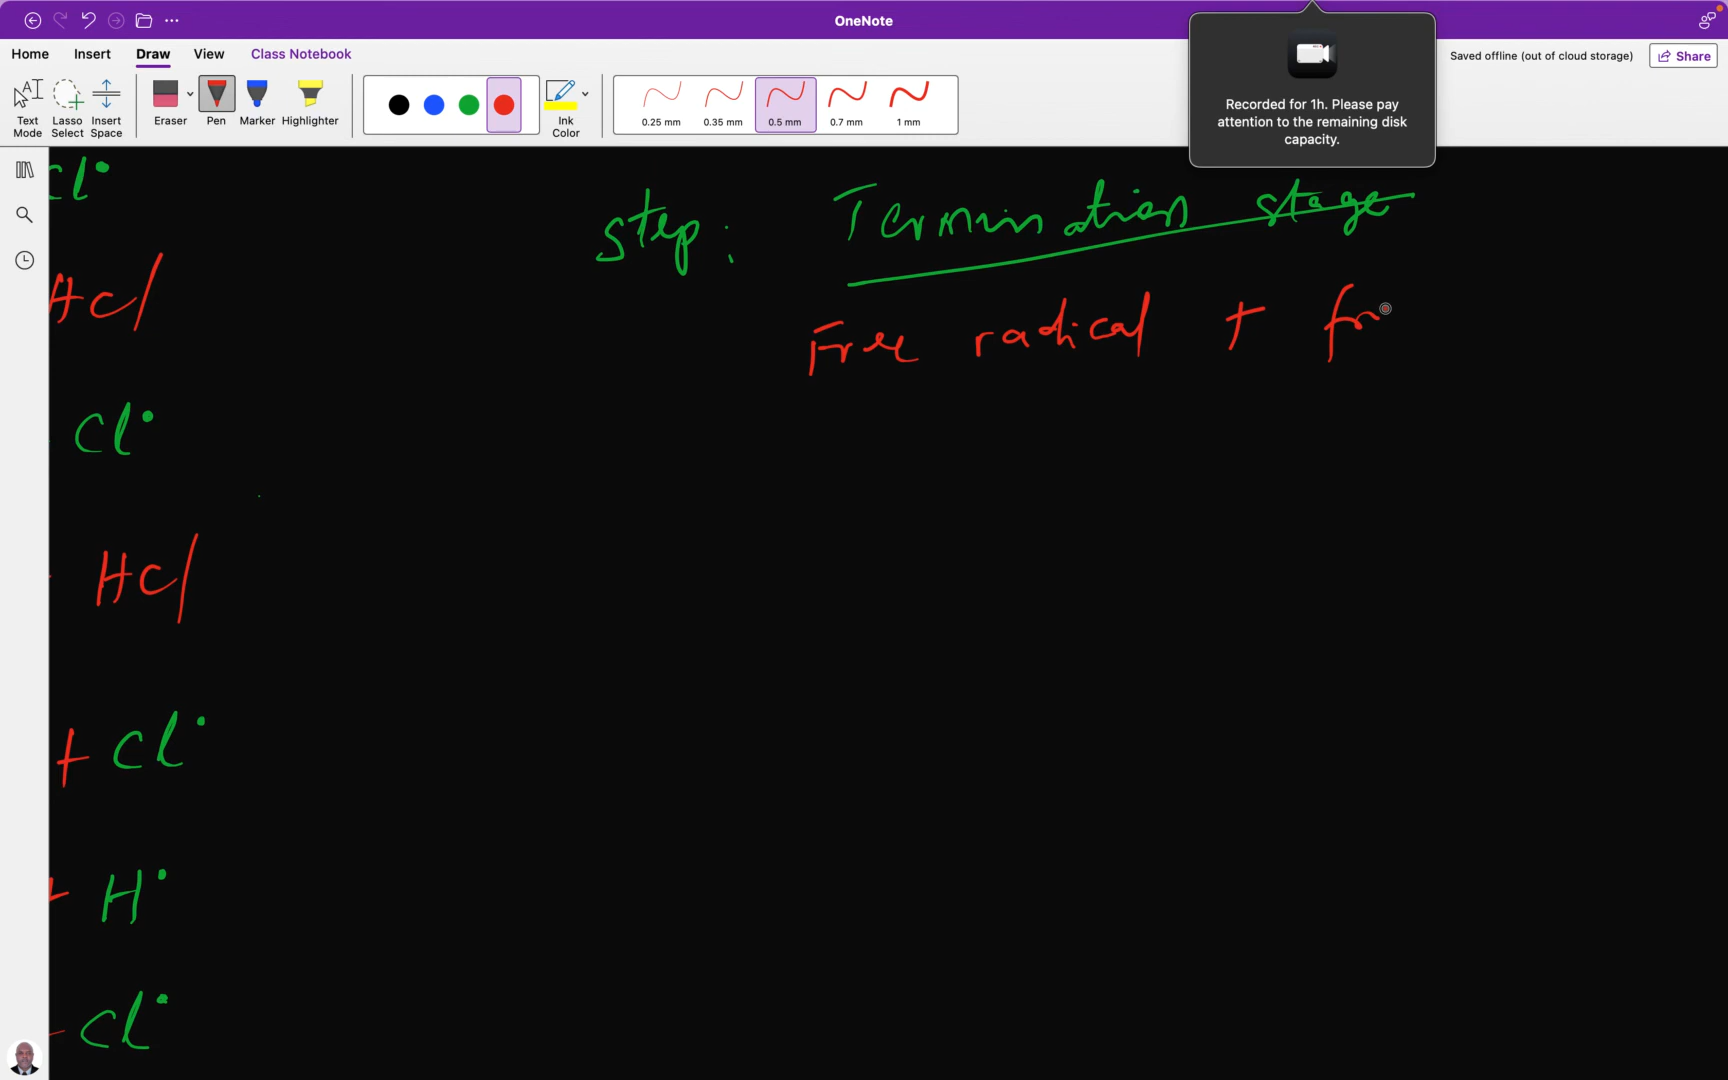 OneNote
Home Insert Draw View Class Notebook
Saved offline (out of cloud storage)
Share
Text Mode
Lasso Select
Insert Space
Eraser
Pen
Marker
Highlighter
Ink Color
0.25 mm
0.35 mm
0.5 mm
0.7 mm
1 mm
Recorded for 1h. Please pay
attention to the remaining disk
capacity.
Cl•
step: Termination stage
HCl
Free radical + fr
Cl•
HCl
+ Cl•
+ H•
Cl•